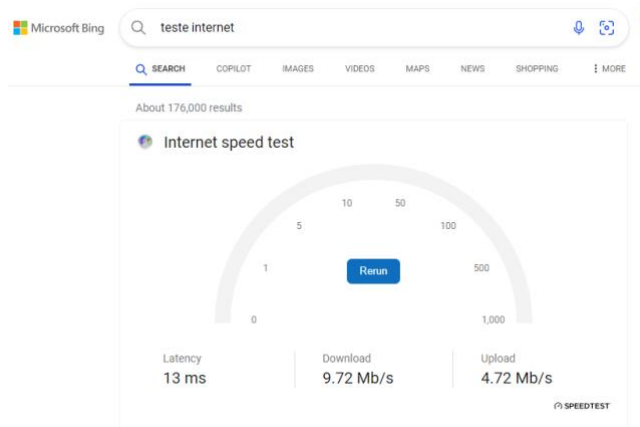 Microsoft Bing
teste internet
SEARCH COPILOT IMAGES VIDEOS MAPS NEWS SHOPPING MORE
About 176,000 results
Internet speed test
10 50
5 100
1 500
Rerun
0 1,000
Latency Download Upload
13 ms 9.72 Mb/s 4.72 Mb/s
SPEEDTEST